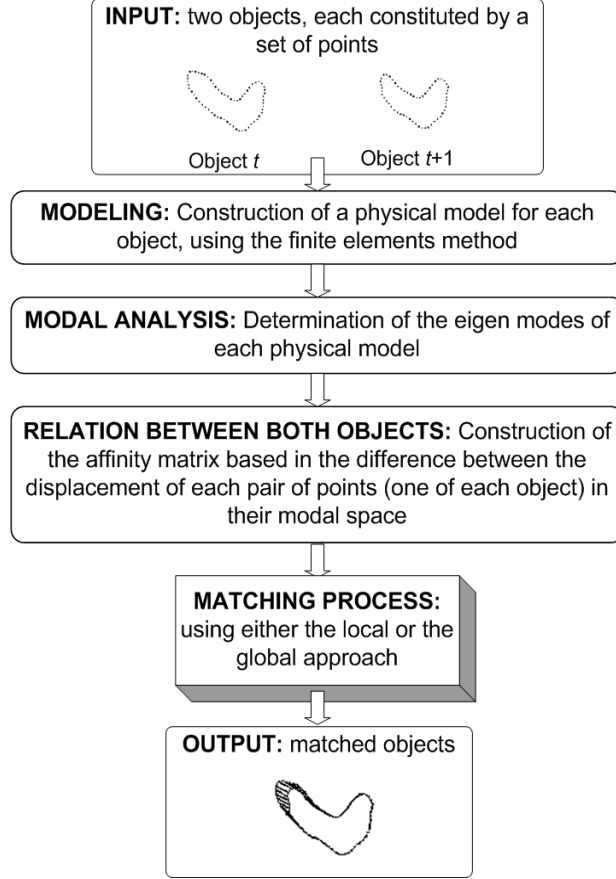 INPUT: two objects, each constituted by a
set of points
Object t
Object t+1
MODELING: Construction of a physical model for each
object, using the finite elements method
MODAL ANALYSIS: Determination of the eigen modes of
each physical model
RELATION BETWEEN BOTH OBJECTS: Construction of
the affinity matrix based in the difference between the
displacement of each pair of points (one of each object) in
their modal space
MATCHING PROCESS:
using either the local or the
global approach
OUTPUT: matched objects